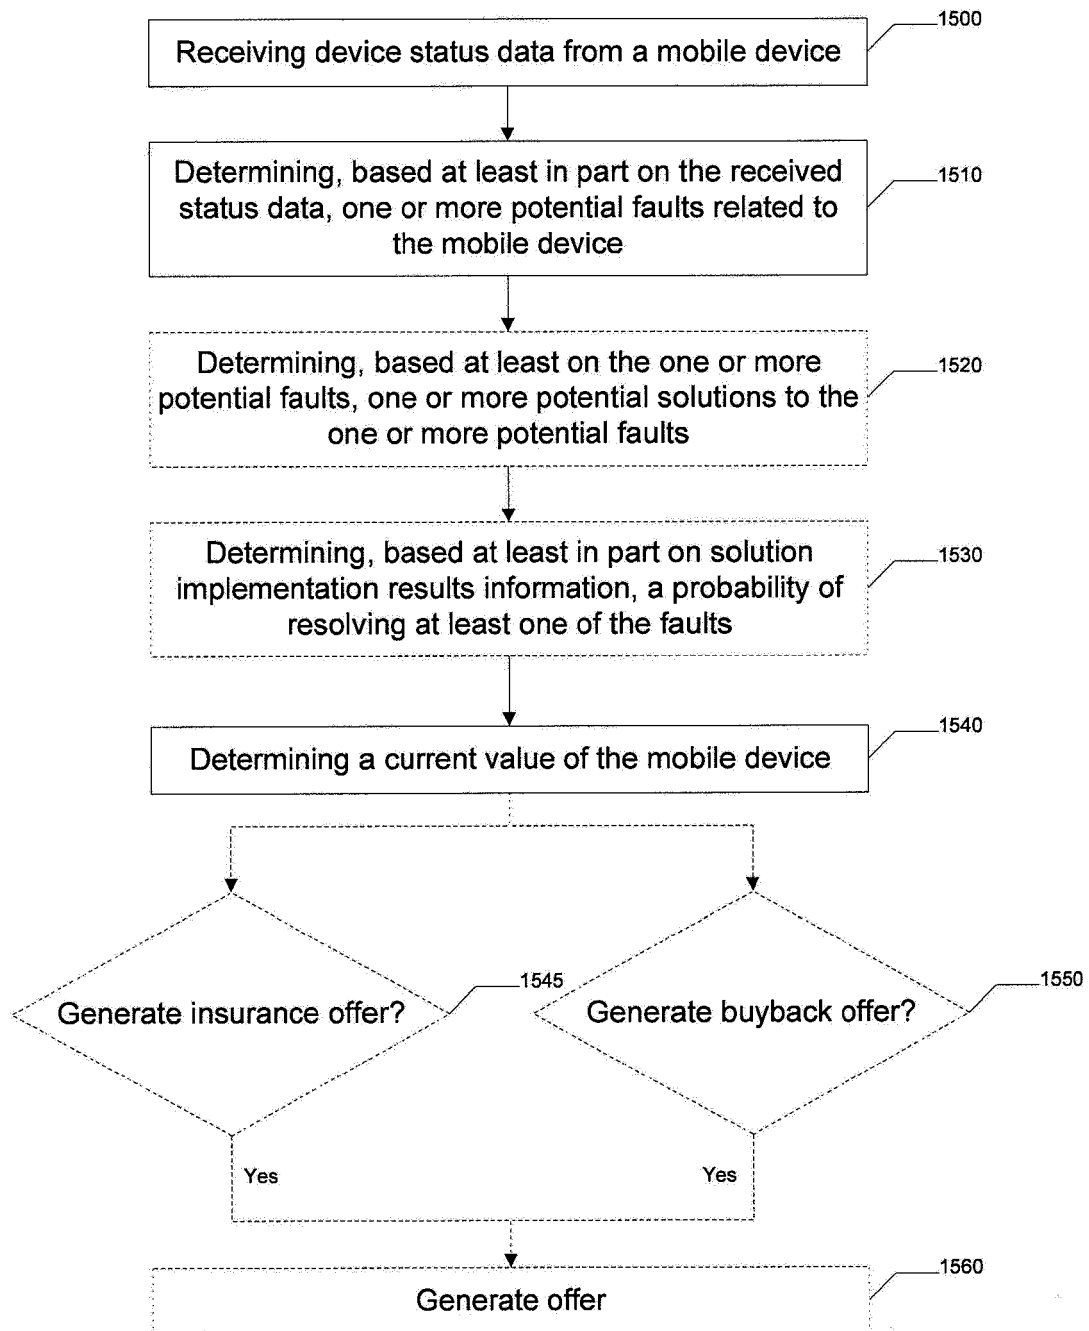 1500
Receiving device status data from a mobile device
Determining, based at least in part on the received
status data, one or more potential faults related to
the mobile device
1510
Determining, based at least on the one or more
potential faults, one or more potential solutions to the
one or more potential faults
1520
Determining, based at least in part on solution
implementation results information, a probability of
resolving at least one of the faults
1530
1540
Determining a current value of the mobile device
Generate insurance offer?
1545
Generate buyback offer?
1550
Yes
Yes
1560
Generate offer